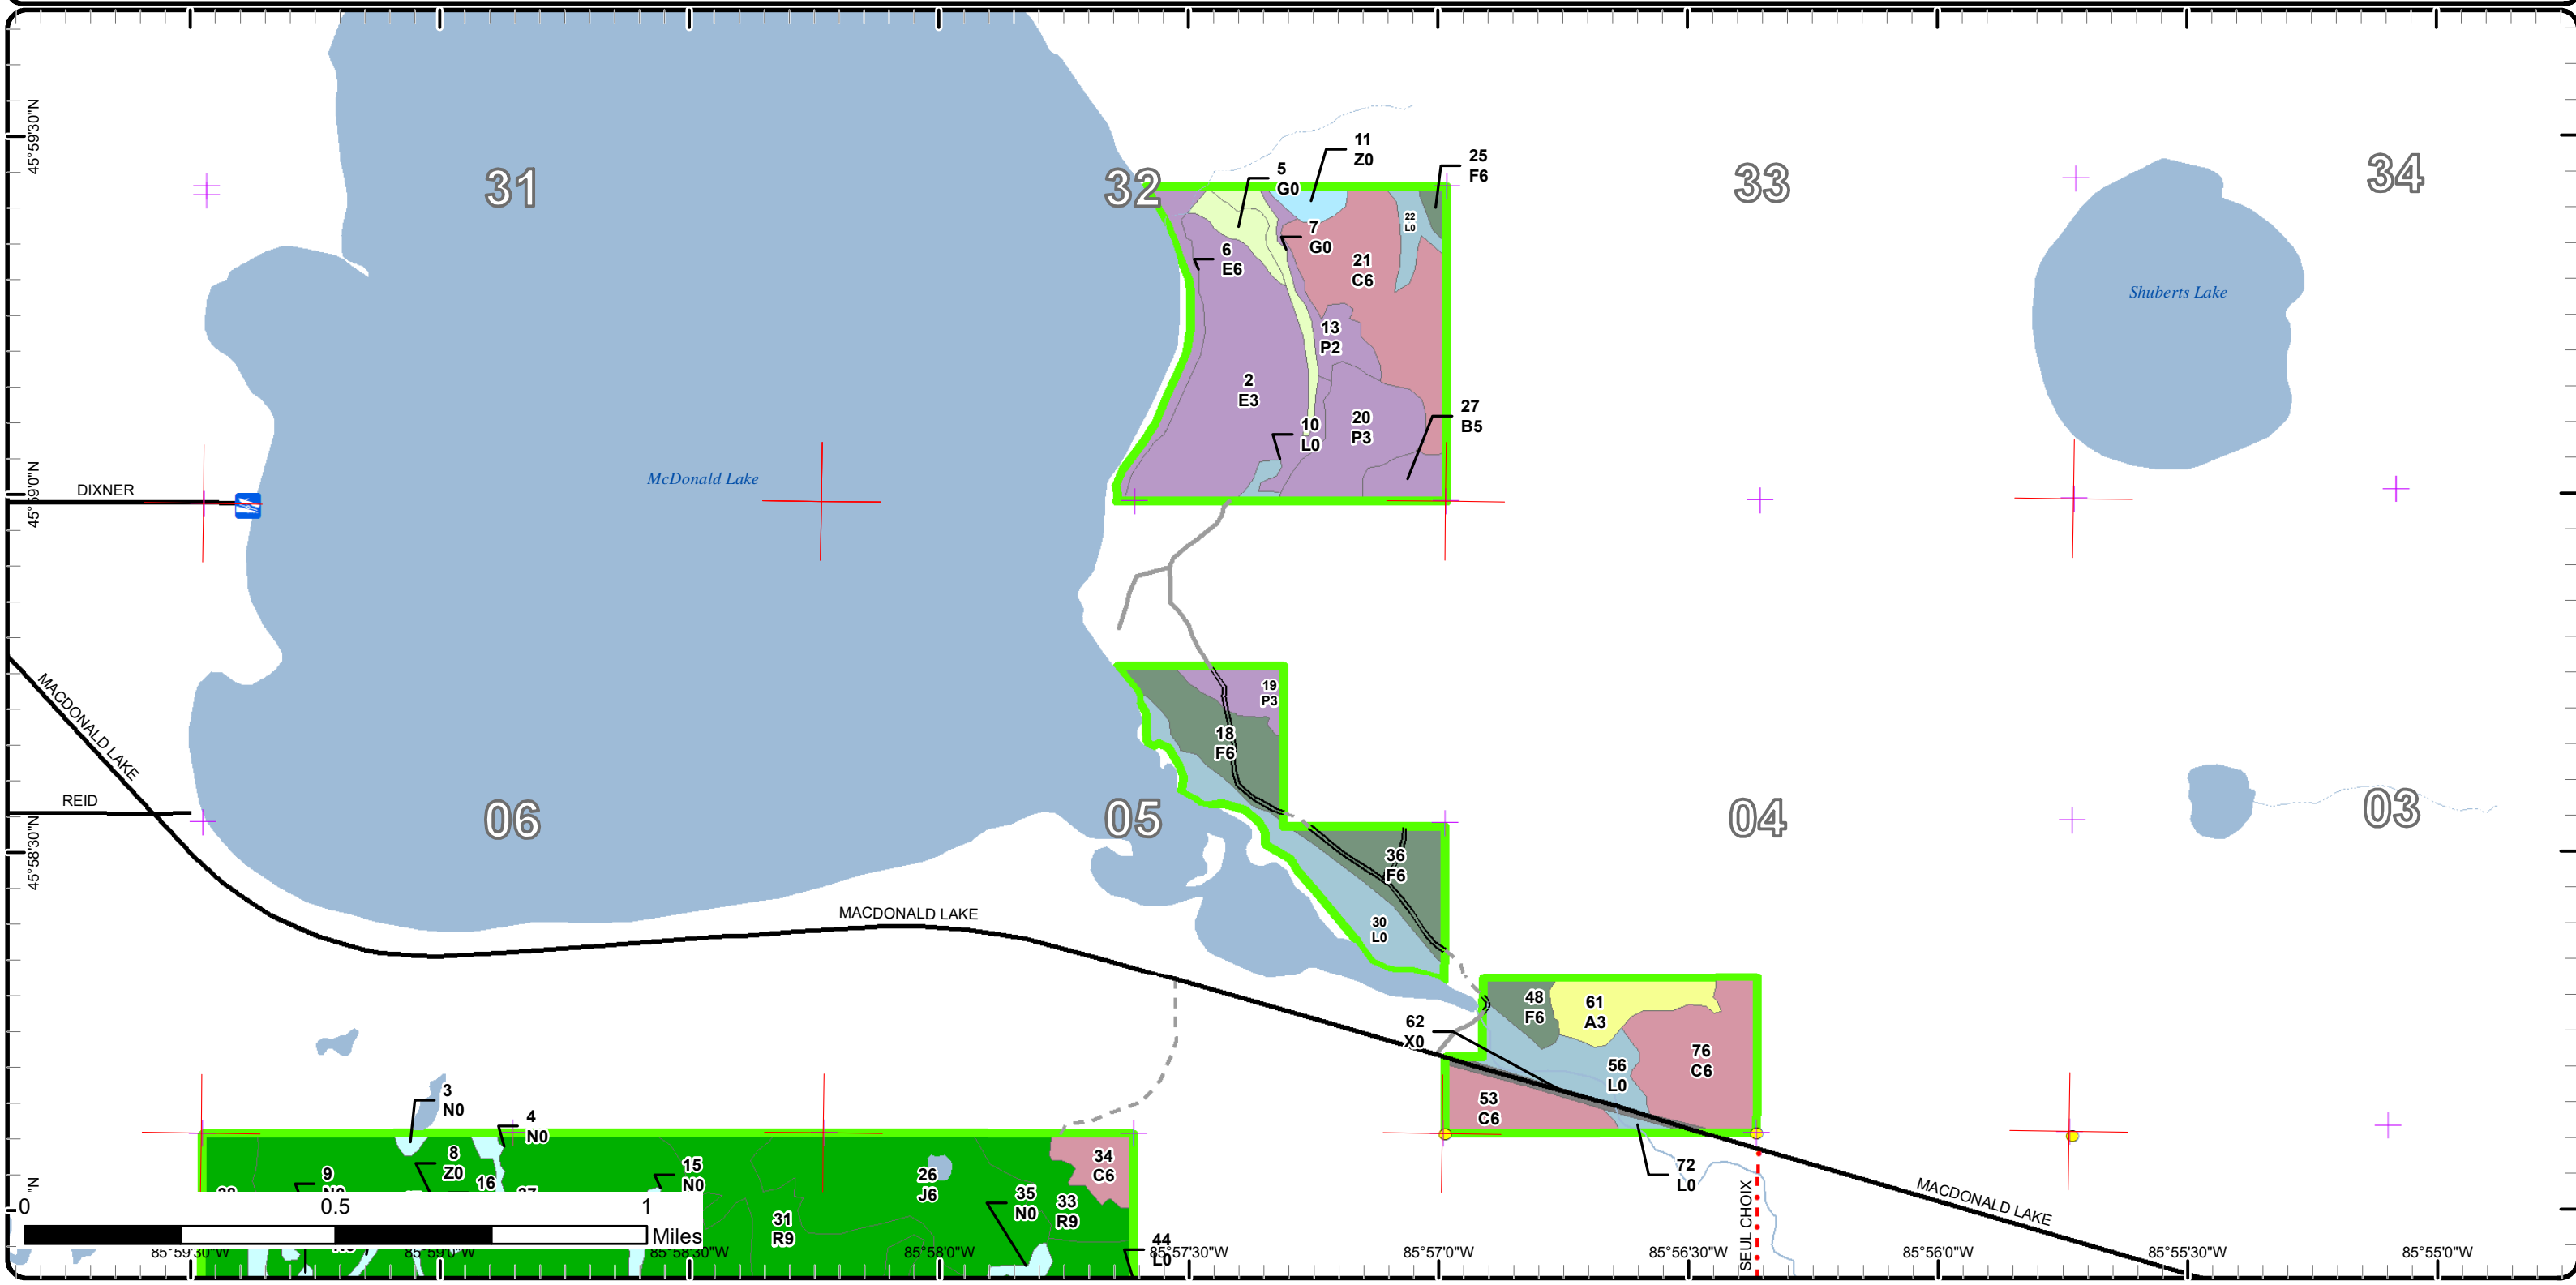 45°59'30"N
31
32
33
34
5
G0
11
Z0
25
F6
22
L0
7
G0
6
E6
21
C6
Shuberts Lake
13
P2
2
E3
20
P3
10
L0
27
B5
DIXNER
45°59'0"N
McDonald Lake
MACDONALD LAKE
REID
19
P3
18
F6
06
05
04
03
45°58'30"N
36
F6
30
L0
MACDONALD LAKE
48
F6
61
A3
62
X0
76
C6
56
L0
53
C6
72
L0
3
N0
4
N0
8
Z0
9
16
15
N0
26
J6
34
C6
35
N0
33
R9
31
R9
44
L0
SEUL CHOIX
MACDONALD LAKE
0
0.5
1
Miles
85°59'30"W
85°59'0"W
85°58'30"W
85°58'0"W
85°57'30"W
85°57'0"W
85°56'30"W
85°56'0"W
85°55'30"W
85°55'0"W